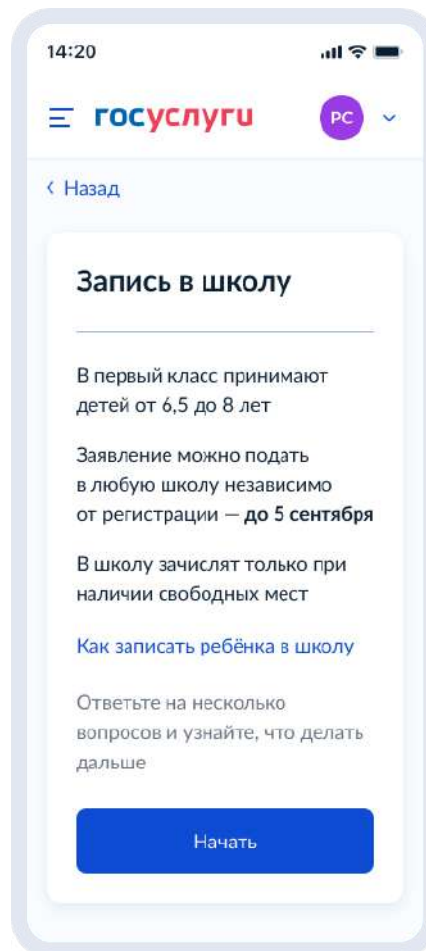 14:20
госуслуги
РС
Назад
Запись в школу
В первый класс принимают
детей от 6,5 до 8 лет
Заявление можно подать
в любую школу независимо
от регистрации — до 5 сентября
В школу зачислят только при
наличии свободных мест
Как записать ребёнка в школу
Ответьте на несколько
вопросов и узнайте, что делать
дальше
Начать